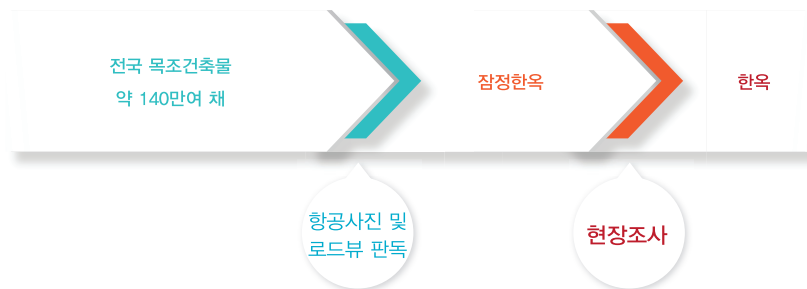 전국 목조건축물
약 140만여 채
잠정한옥
한옥
항공사진 및
로드뷰 판독
현장조사